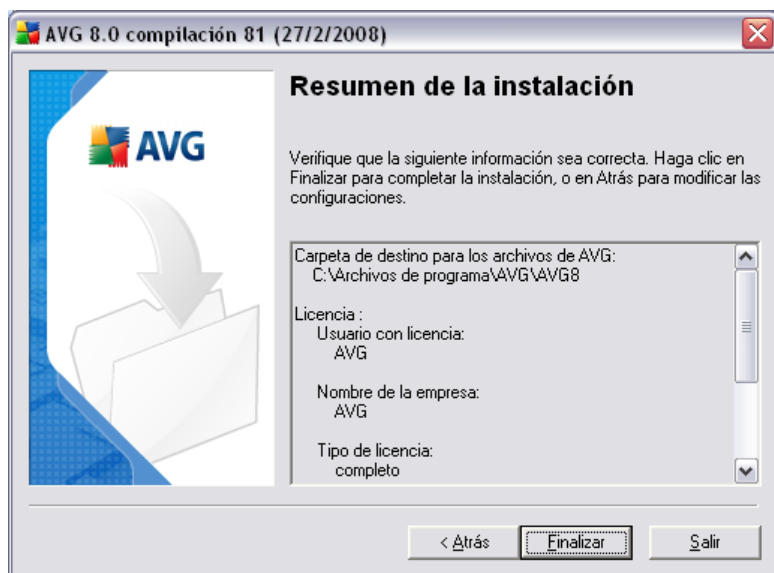 AVG 8.0 compilación 81 (27/2/2008)
AVG
Resumen de la instalación
Verifique que la siguiente información sea correcta. Haga clic en
Finalizar para completar la instalación, o en Atrás para modificar las
configuraciones.
Carpeta de destino para los archivos de AVG:
C:\Archivos de programa\AVG\AVG8
Licencia :
Usuario con licencia:
AVG
Nombre de la empresa:
AVG
Tipo de licencia:
completo
< Atrás
Finalizar
Salir